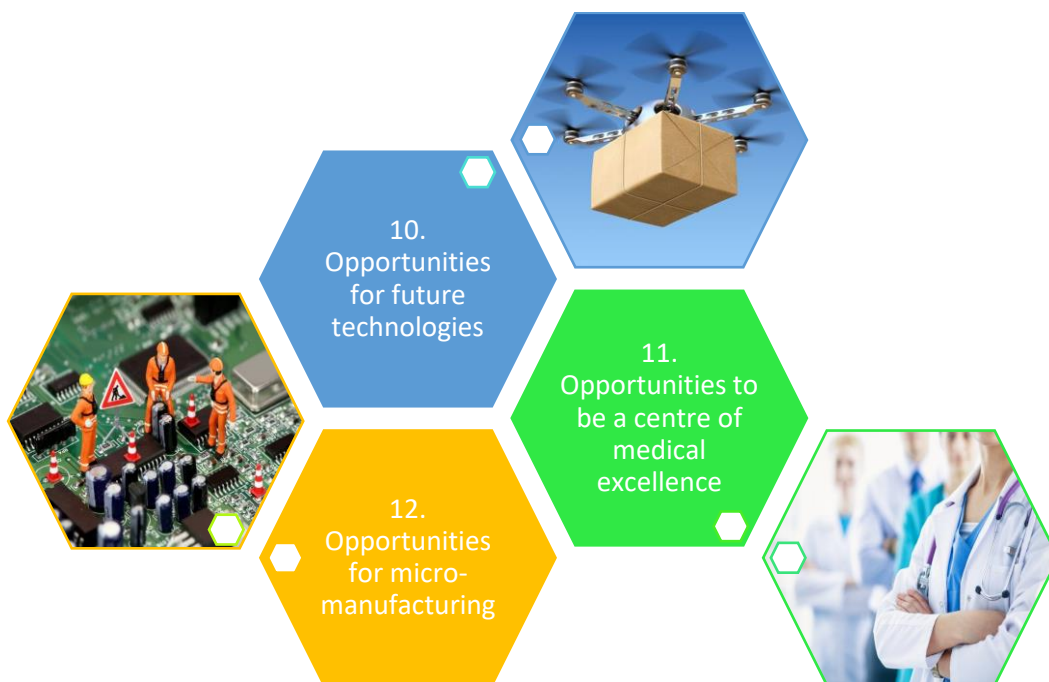 10.
Opportunities
for future
technologies
11.
Opportunities to
be a centre of
medical
excellence
12.
Opportunities
for micro-
manufacturing